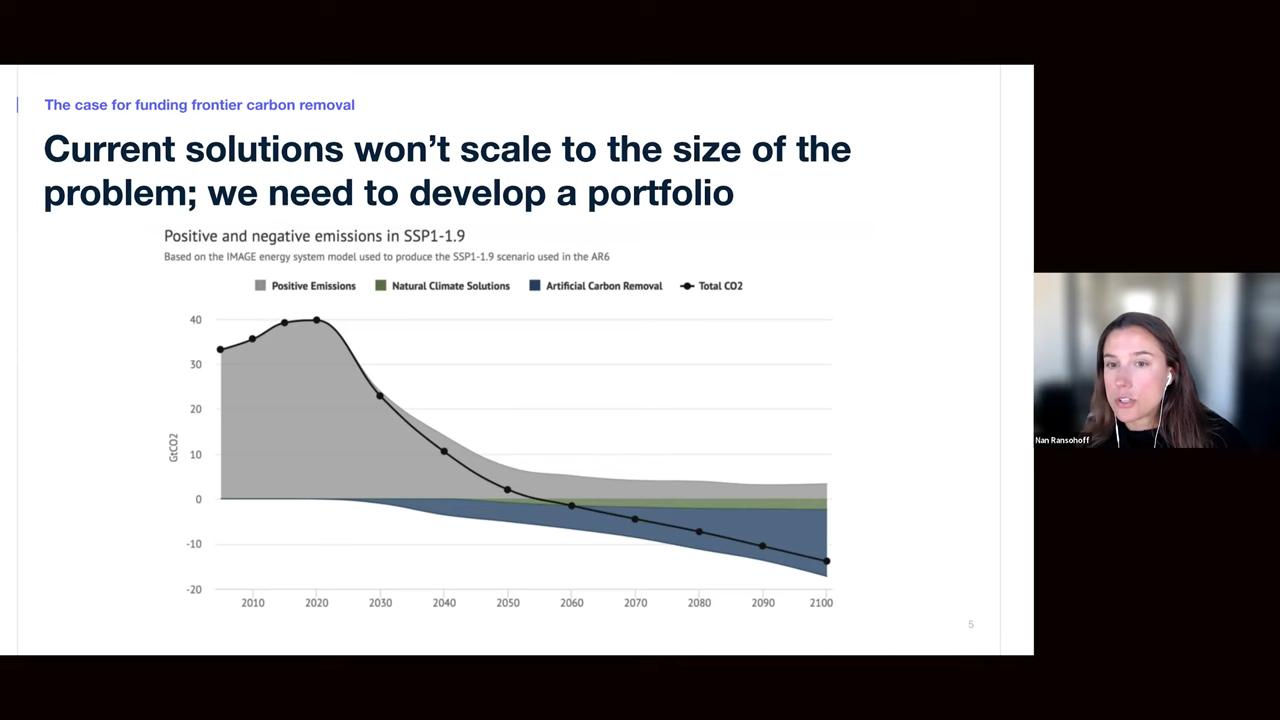 The case for funding frontier carbon removal
Current solutions won’t scale to the size of the
problem; we need to develop a portfolio
Positive and negative emissions in SSP1-1.9
Based on the IMAGE energy system model used to produce the SSP1-1.9 scenario used in the AR6
Positive Emissions Natural Climate Solutions Artificial Carbon Removal Total CO2
40
30
20
10
0
-10
-20
GtCO2
2010 2020 2030 2040 2050 2060 2070 2080 2090 2100
5
Nan Ransohoff